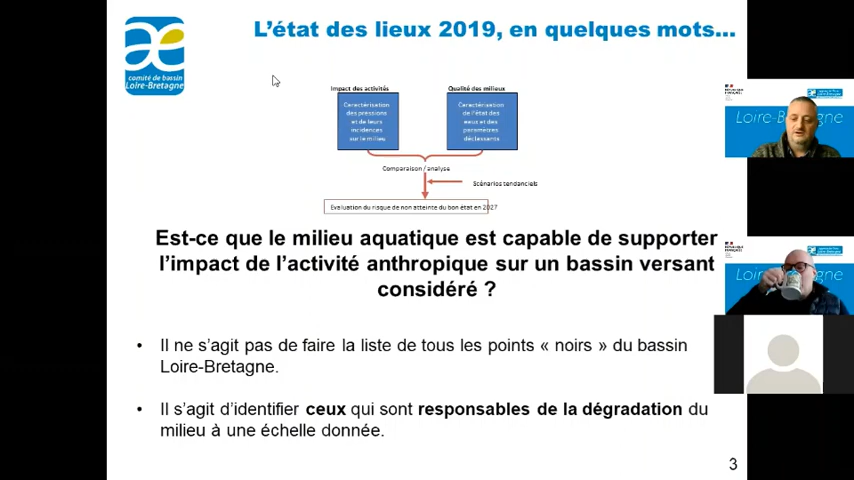 L'état des lieux 2019, en quelques mots...
comité de bassin
Loire-Bretagne
Impact des activités
Qualité des milieux
Caractérisation
des pressions
et de leurs
incidences
sur le milieu
Caractérisation
de l'état des
eaux et des
paramètres
déclassants
Comparaison / analyse
Scénarios tendanciels
Evaluation du risque de non atteinte du bon état en 2027
Est-ce que le milieu aquatique est capable de supporter
l'impact de l'activité anthropique sur un bassin versant
considéré ?
• Il ne s'agit pas de faire la liste de tous les points « noirs » du bassin
Loire-Bretagne.
• Il s'agit d'identifier ceux qui sont responsables de la dégradation du
milieu à une échelle donnée.
3